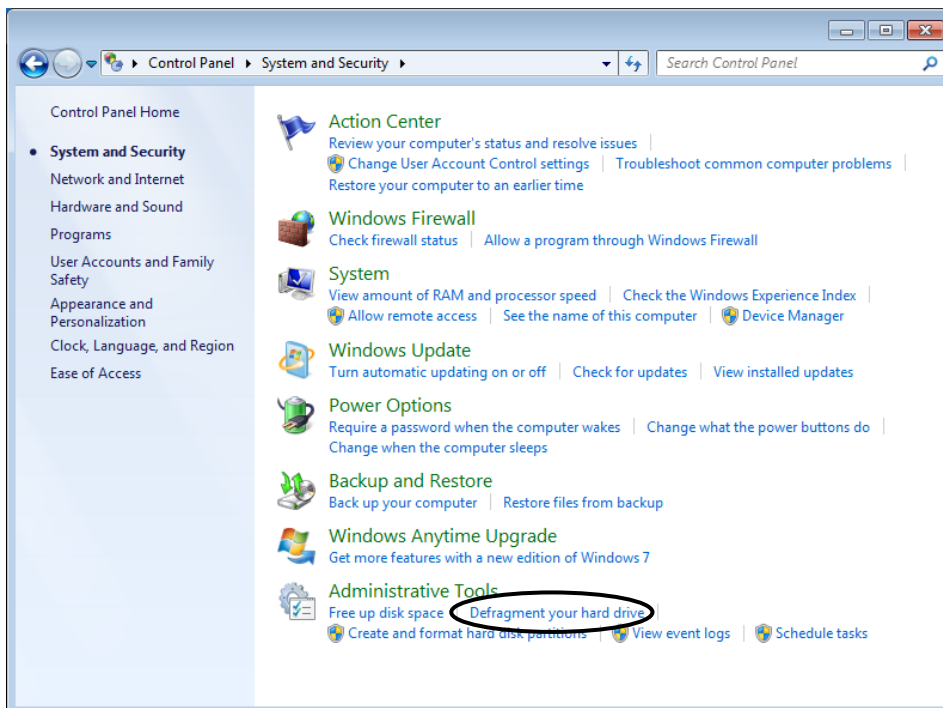 Control Panel ▸ System and Security ▸ Search Control Panel
Control Panel Home
System and Security
Network and Internet
Hardware and Sound
Programs
User Accounts and Family
Safety
Appearance and
Personalization
Clock, Language, and Region
Ease of Access
Action Center
Review your computer's status and resolve issues
Change User Account Control settings Troubleshoot common computer problems
Restore your computer to an earlier time
Windows Firewall
Check firewall status Allow a program through Windows Firewall
System
View amount of RAM and processor speed Check the Windows Experience Index
Allow remote access See the name of this computer Device Manager
Windows Update
Turn automatic updating on or off Check for updates View installed updates
Power Options
Require a password when the computer wakes Change what the power buttons do
Change when the computer sleeps
Backup and Restore
Back up your computer Restore files from backup
Windows Anytime Upgrade
Get more features with a new edition of Windows 7
Administrative Tools
Free up disk space Defragment your hard drive
Create and format hard disk partitions View event logs Schedule tasks